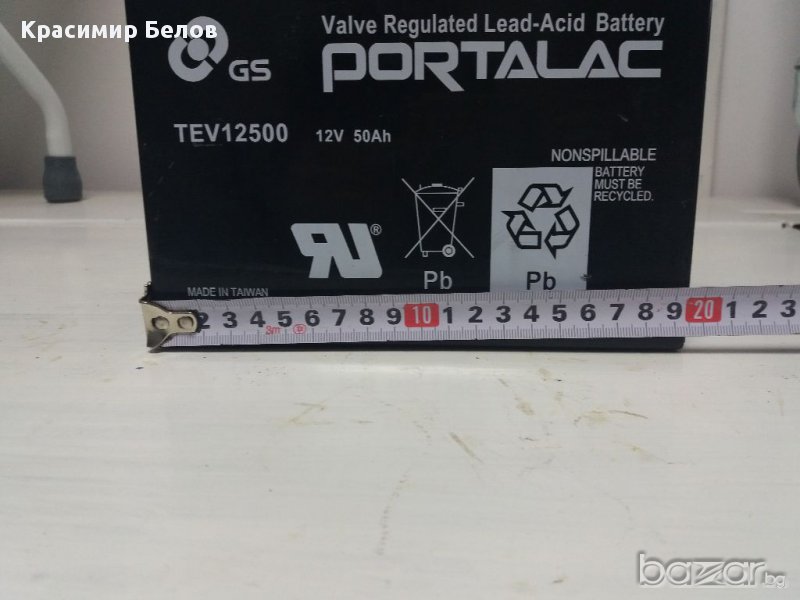 Красимир Белов
Valve Regulated Lead-Acid Battery
GS PORTALAC
TEV12500 12V 50Ah
NONSPILLABLE
BATTERY
MUST BE
RECYCLED.
®
Pb Pb
MADE IN TAIWAN
2 3 4 5 6 7 8 9 10 1 2 3 4 5 6 7 8 9 20 1 2 3
3m
bazar.bg